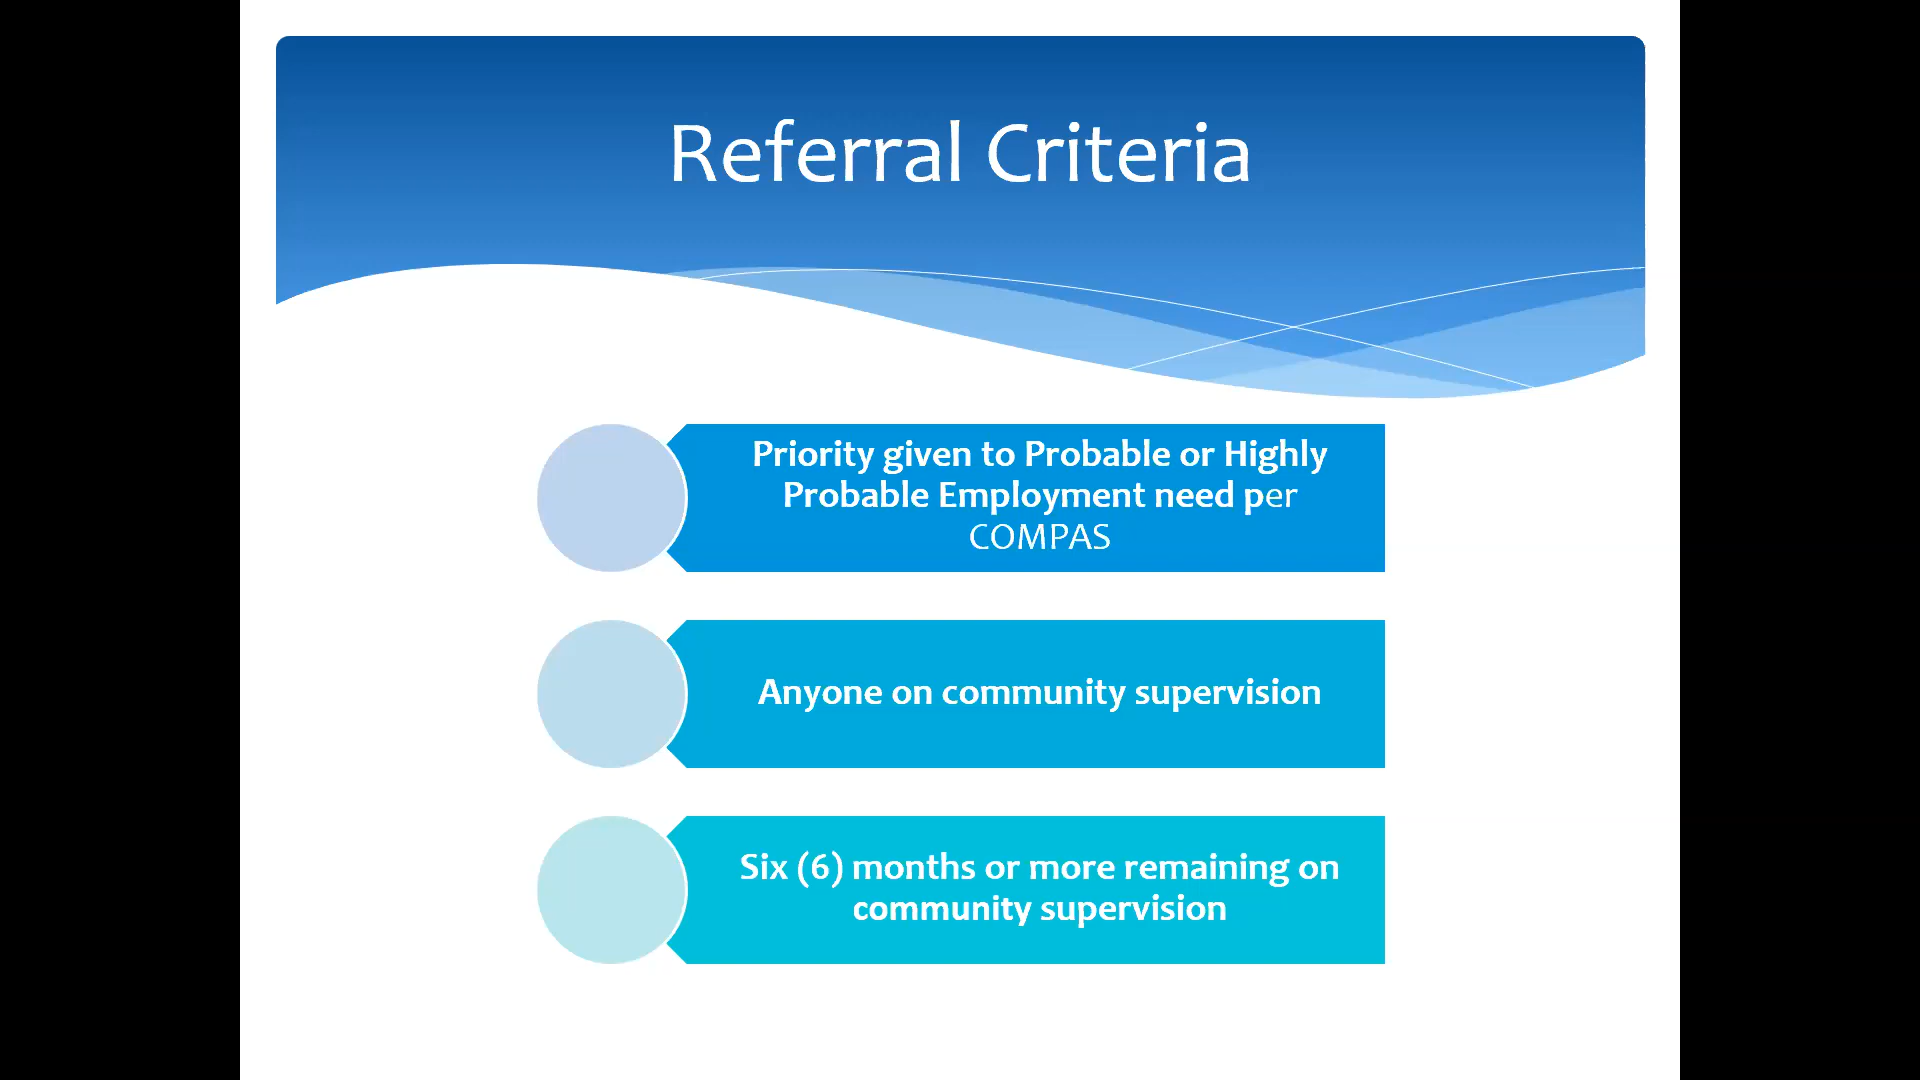 Referral Criteria
Priority given to Probable or Highly
Probable Employment need per
COMPAS
Anyone on community supervision
Six (6) months or more remaining on
community supervision